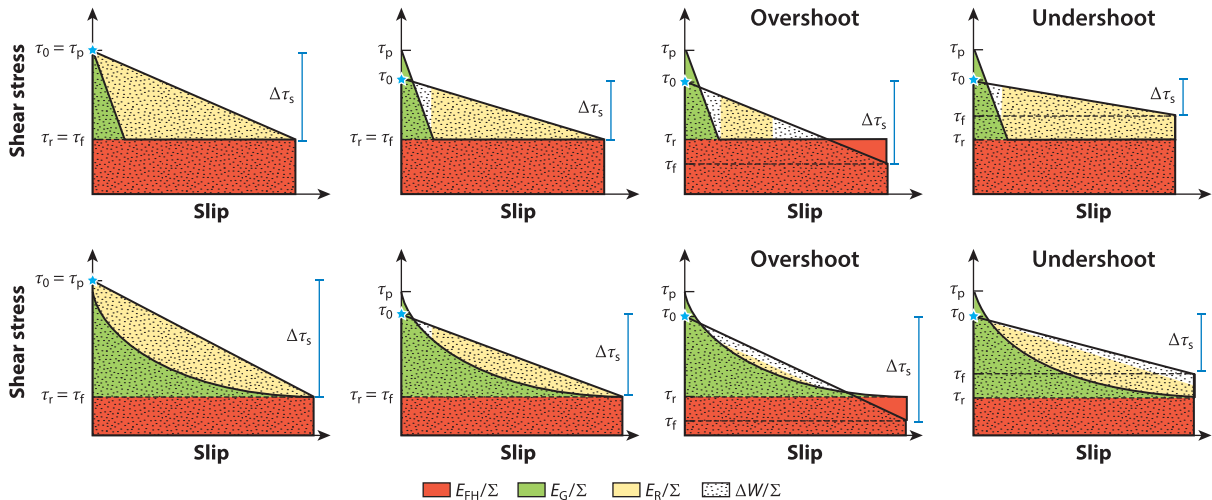 Overshoot
Undershoot
Shear stress
τ0 = τp
τr = τf
Δτs
Slip
τp
τ0
τr = τf
Δτs
Slip
τp
τ0
τr
τf
Δτs
Slip
τ0
τf
τr
Δτs
Slip
Overshoot
Undershoot
Shear stress
τ0 = τp
τr = τf
Δτs
Slip
τp
τ0
τr = τf
Δτs
Slip
τp
τ0
τr
τf
Δτs
Slip
τp
τ0
τf
τr
Δτs
Slip
EFH/Σ
EG/Σ
ER/Σ
ΔW/Σ